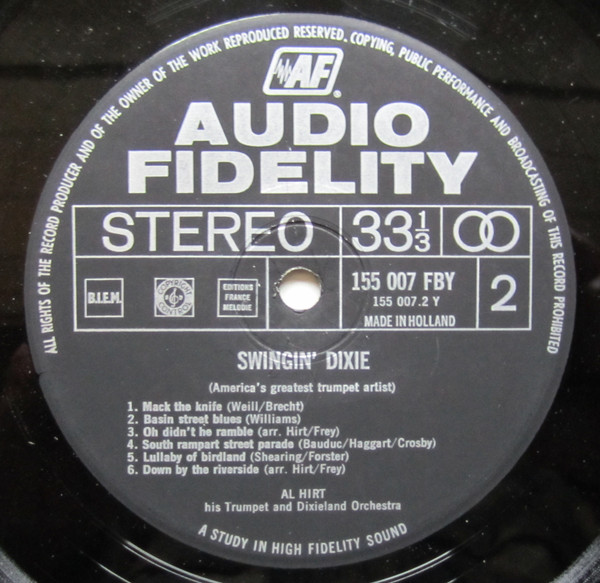 ALL RIGHTS OF THE RECORD PRODUCER AND OF THE OWNER OF THE WORK REPRODUCED RESERVED. COPYING, PUBLIC PERFORMANCE AND BROADCASTING OF THIS RECORD PROHIBITED
AF®
AUDIO
FIDELITY
STEREO 33 1/3
B.I.E.M. EDITIONS FRANCE MELODIE 155 007 FBY 2
155 007.2 Y
MADE IN HOLLAND
SWINGIN' DIXIE
(America's greatest trumpet artist)
1. Mack the knife (Weill/Brecht)
2. Basin street blues (Williams)
3. Oh didn't he ramble (arr. Hirt/Frey)
4. South rampart street parade (Bauduc/Haggart/Crosby)
5. Lullaby of birdland (Shearing/Forster)
6. Down by the riverside (arr. Hirt/Frey)
AL HIRT
his Trumpet and Dixieland Orchestra
A STUDY IN HIGH FIDELITY SOUND